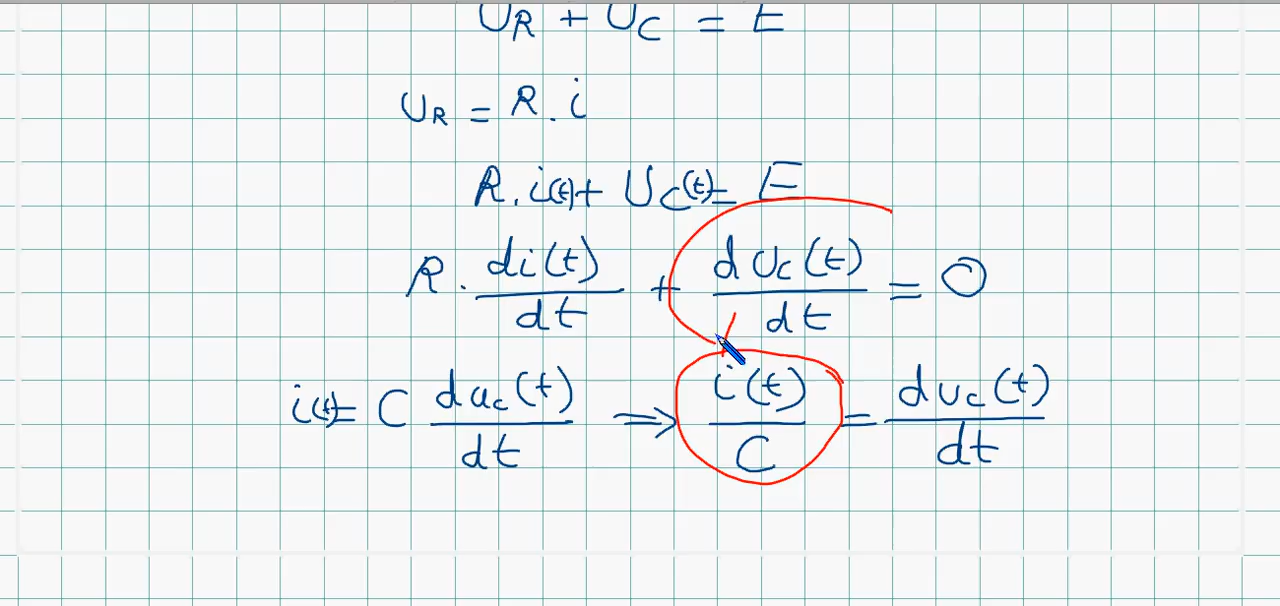 U_R + U_C = E
U_R = R . i
R . i(t) + U_C(t) = E
R . di(t)/dt + dU_C(t)/dt = 0
i(t) = C du_c(t)/dt ⇒ i(t)/C = du_c(t)/dt